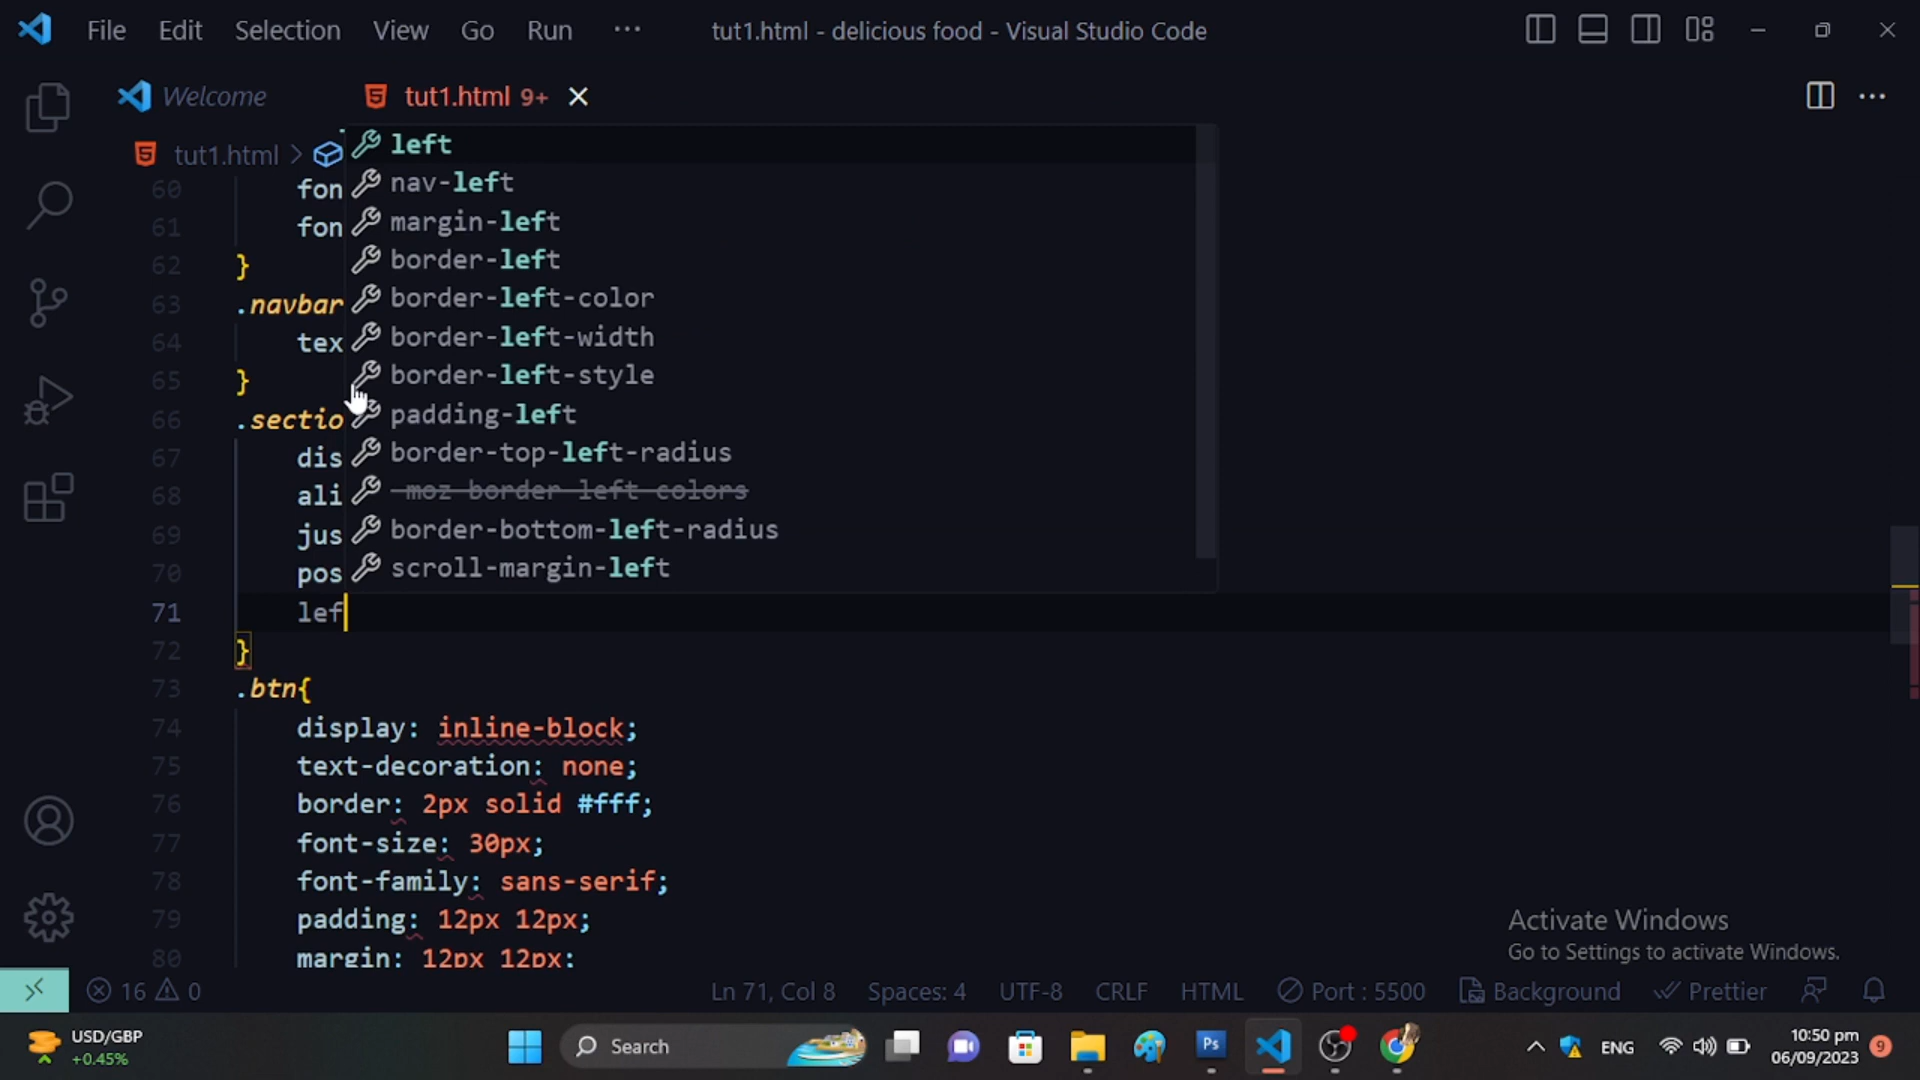 File Edit Selection View Go Run ··· tut1.html - delicious food - Visual Studio Code
Welcome tut1.html 9+
tut1.html >
left
nav-left
margin-left
border-left
border-left-color
border-left-width
border-left-style
padding-left
border-top-left-radius
-moz-border-left-colors
border-bottom-left-radius
scroll-margin-left
60 fon
61 fon
62 }
63 .navbar
64 tex
65 }
66 .sectio
67 dis
68 ali
69 jus
70 pos
71 lef
72 }
73 .btn{
74 display: inline-block;
75 text-decoration: none;
76 border: 2px solid #fff;
77 font-size: 30px;
78 font-family: sans-serif;
79 padding: 12px 12px;
80 margin: 12px 12px;
Activate Windows
Go to Settings to activate Windows.
16 0 Ln 71, Col 8 Spaces: 4 UTF-8 CRLF HTML Port : 5500 Background Prettier
USD/GBP
+0.45%
Search
Ps
ENG
10:50 pm
06/09/2023
9